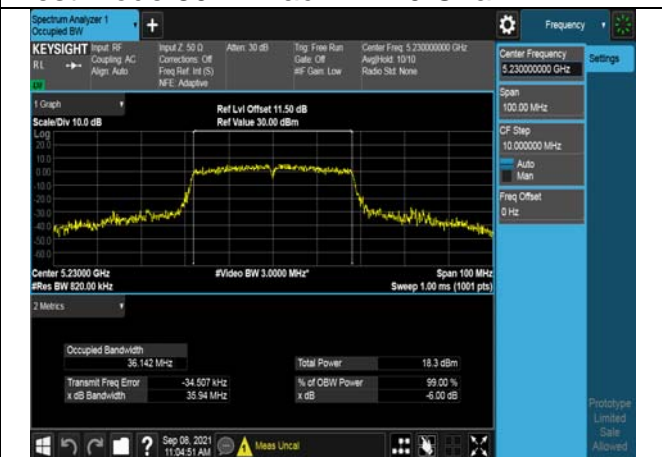 Spectrum Analyzer 1
Occupied BW
+
Frequency
KEYSIGHT
Input: RF
Coupling: AC
Align: Auto
Input Z: 50 Ω
Corrections: Off
Freq Ref: Int (S)
NFE: Adaptive
Atten: 30 dB
Trig: Free Run
Gate: Off
#IF Gain: Low
Center Freq: 5.230000000 GHz
Avg|Hold: 10/10
Radio Std: None
RL
1 Graph
Scale/Div 10.0 dB
Ref Lvl Offset 11.50 dB
Ref Value 30.00 dBm
Log
20.0
10.0
0.00
-10.0
-20.0
-30.0
-40.0
-50.0
-60.0
Center 5.23000 GHz
#Video BW 3.0000 MHz*
Span 100 MHz
#Res BW 820.00 kHz
Sweep 1.00 ms (1001 pts)
2 Metrics
Occupied Bandwidth
36.142 MHz
Total Power 18.3 dBm
Transmit Freq Error -34.507 kHz
% of OBW Power 99.00 %
x dB Bandwidth 35.94 MHz
x dB -6.00 dB
Center Frequency
5.230000000 GHz
Settings
Span
100.00 MHz
CF Step
10.000000 MHz
Auto
Man
Freq Offset
0 Hz
Prototype
Limited
Sale
Allowed
?
Sep 08, 2021
11:04:51 AM
Meas Uncal